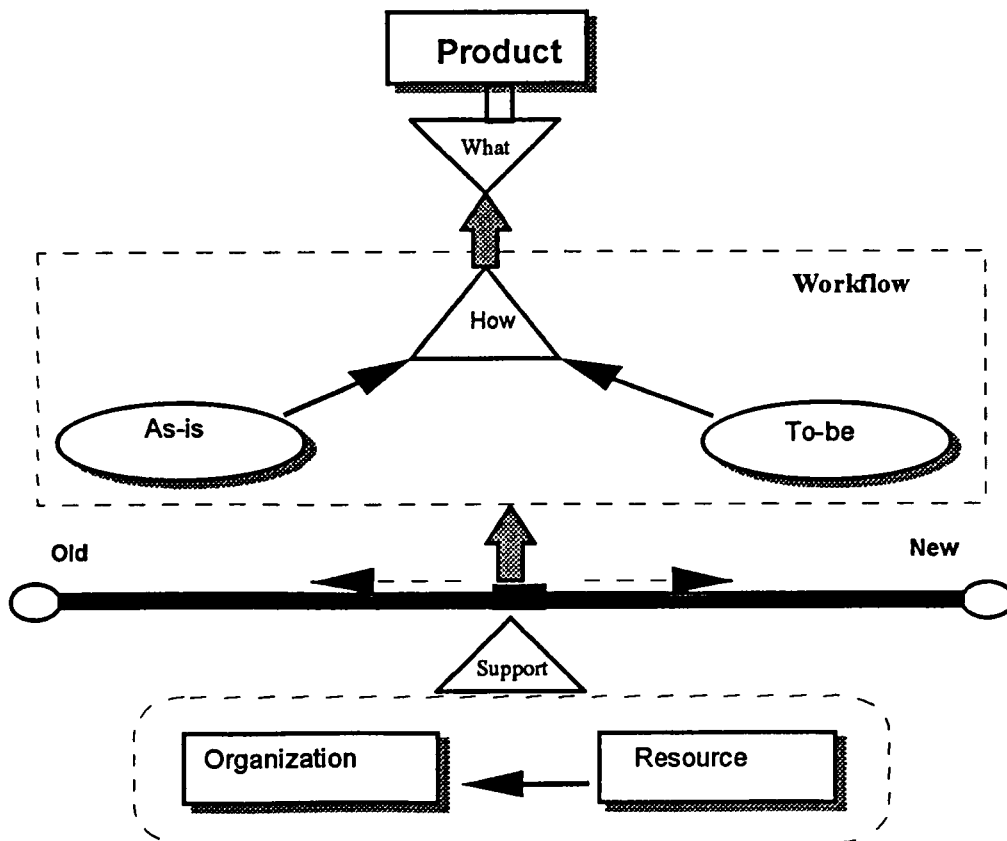 Product
What
Workflow
How
As-is
To-be
Old
New
Support
Organization
Resource